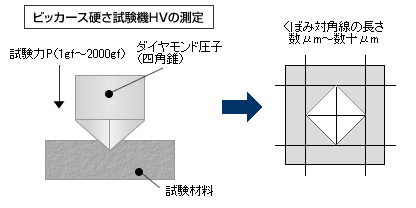 ビッカース硬さ試験機HVの測定
試験力P(1gf～2000gf)
ダイヤモンド圧子
(四角錐)
試験材料
くぼみ対角線の長さ
数μm～数十μm